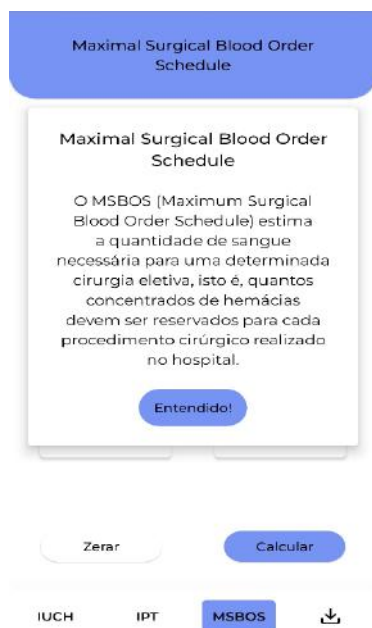 Maximal Surgical Blood Order
Schedule
Maximal Surgical Blood Order
Schedule
O MSBOS (Maximum Surgical
Blood Order Schedule) estima
a quantidade de sangue
necessária para uma determinada
cirurgia eletiva, isto é, quantos
concentrados de hemácias
devem ser reservados para cada
procedimento cirúrgico realizado
no hospital.
Entendido!
Zerar
Calcular
IUCH
IPT
MSBOS